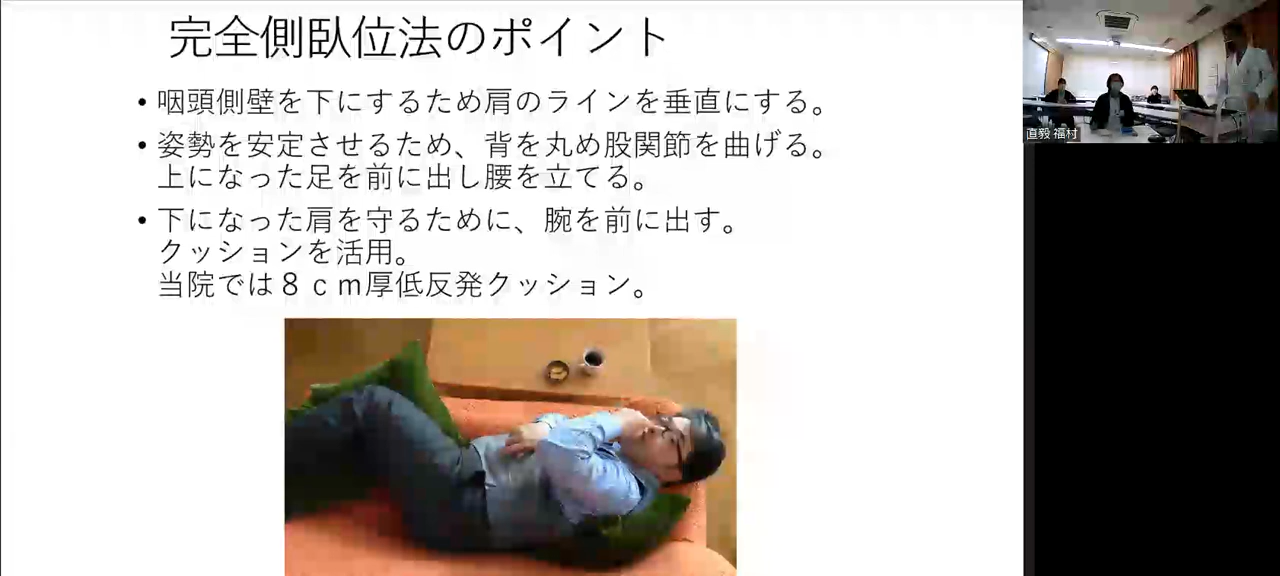 完全側臥位法のポイント
• 咽頭側壁を下にするため肩のラインを垂直にする。
• 姿勢を安定させるため、背を丸め股関節を曲げる。
上になった足を前に出し腰を立てる。
• 下になった肩を守るために、腕を前に出す。
クッションを活用。
当院では８ｃｍ厚低反発クッション。
直毅 福村